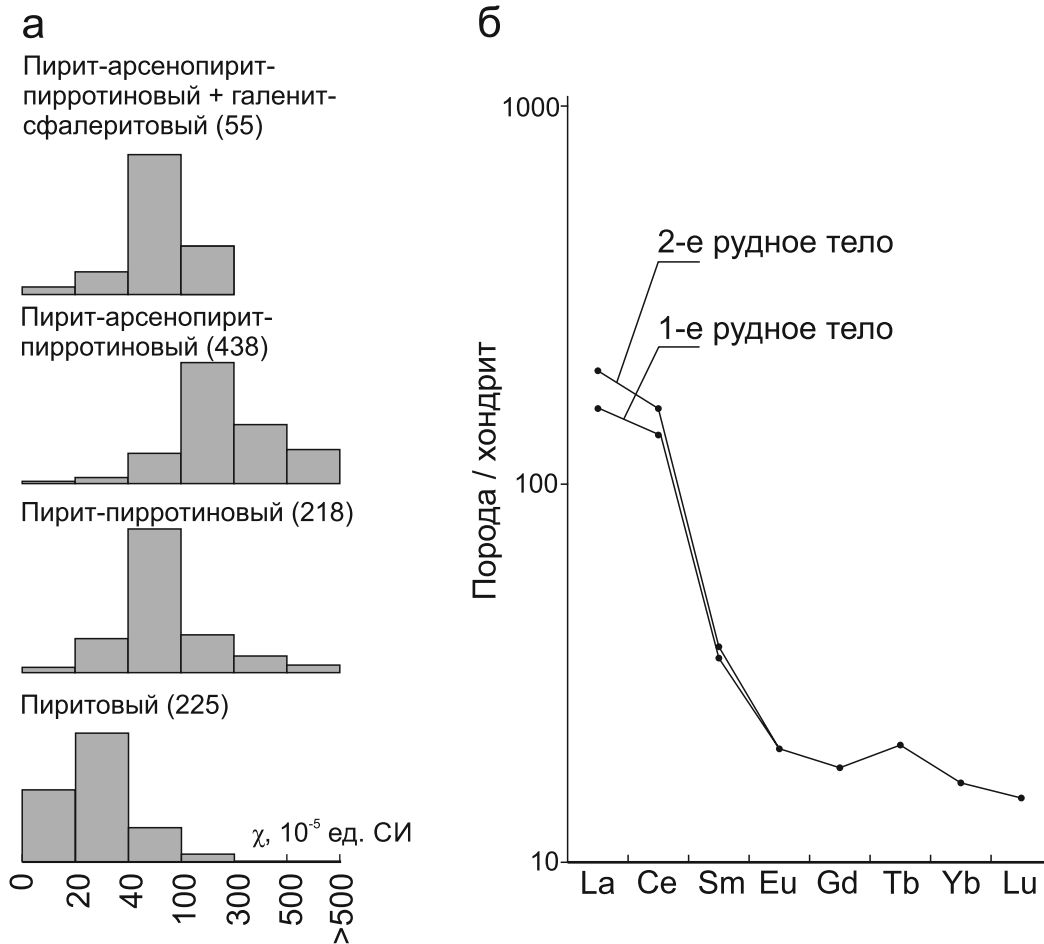 а
Пирит-арсенопирит-
пирротиновый + галенит-
сфалеритовый (55)
Пирит-арсенопирит-
пирротиновый (438)
Пирит-пирротиновый (218)
Пиритовый (225)
χ, 10-5 ед. СИ
0 20 40 100 300 500 >500
б
1000
2-е рудное тело
1-е рудное тело
Порода / хондрит
100
10
La Ce Sm Eu Gd Tb Yb Lu